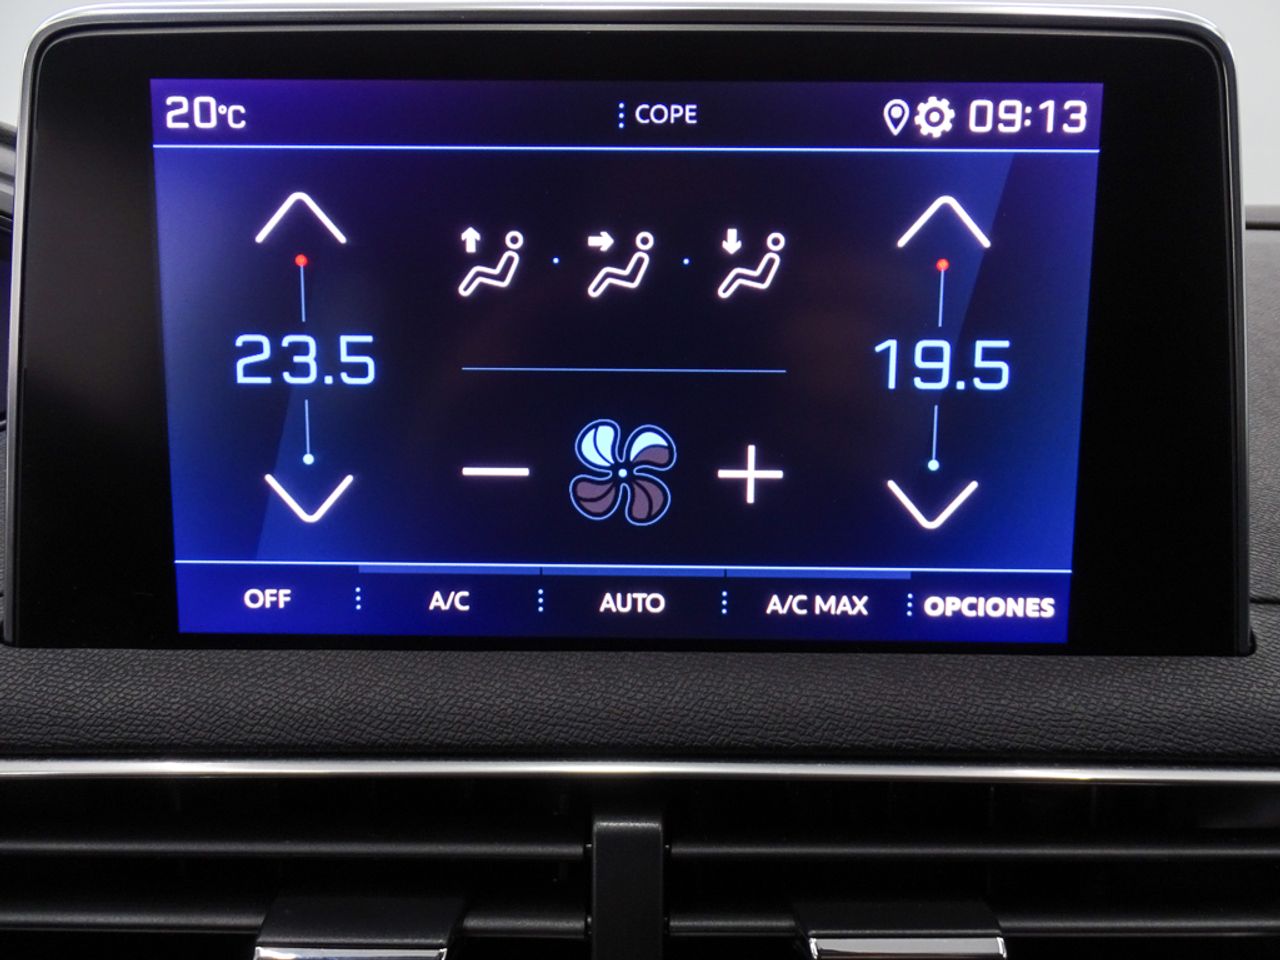 20°C COPE 09:13
23.5 19.5
OFF A/C AUTO A/C MAX OPCIONES